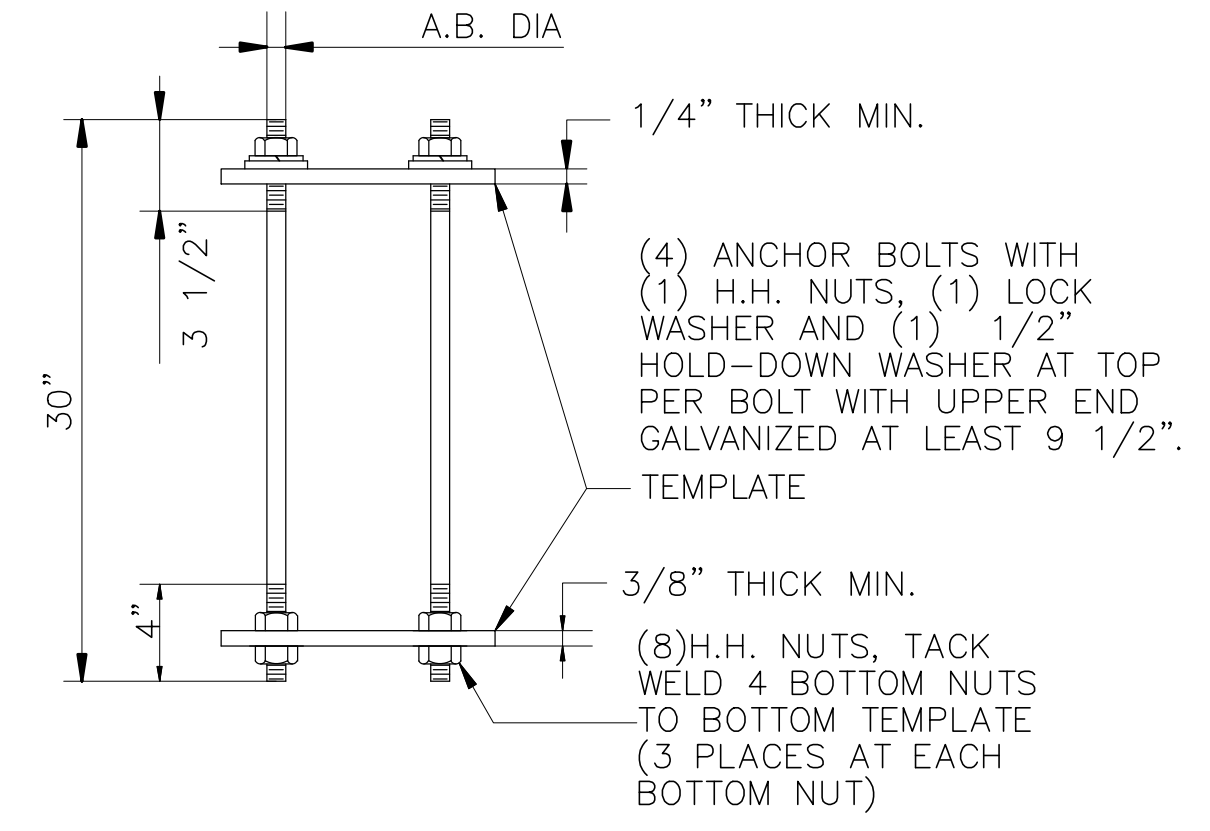 A.B. DIA
1/4” THICK MIN.
3 1/2”
30”
(4) ANCHOR BOLTS WITH
(1) H.H. NUTS, (1) LOCK
WASHER AND (1) 1/2”
HOLD-DOWN WASHER AT TOP
PER BOLT WITH UPPER END
GALVANIZED AT LEAST 9 1/2”.
TEMPLATE
3/8” THICK MIN.
4”
(8)H.H. NUTS, TACK
WELD 4 BOTTOM NUTS
TO BOTTOM TEMPLATE
(3 PLACES AT EACH
BOTTOM NUT)